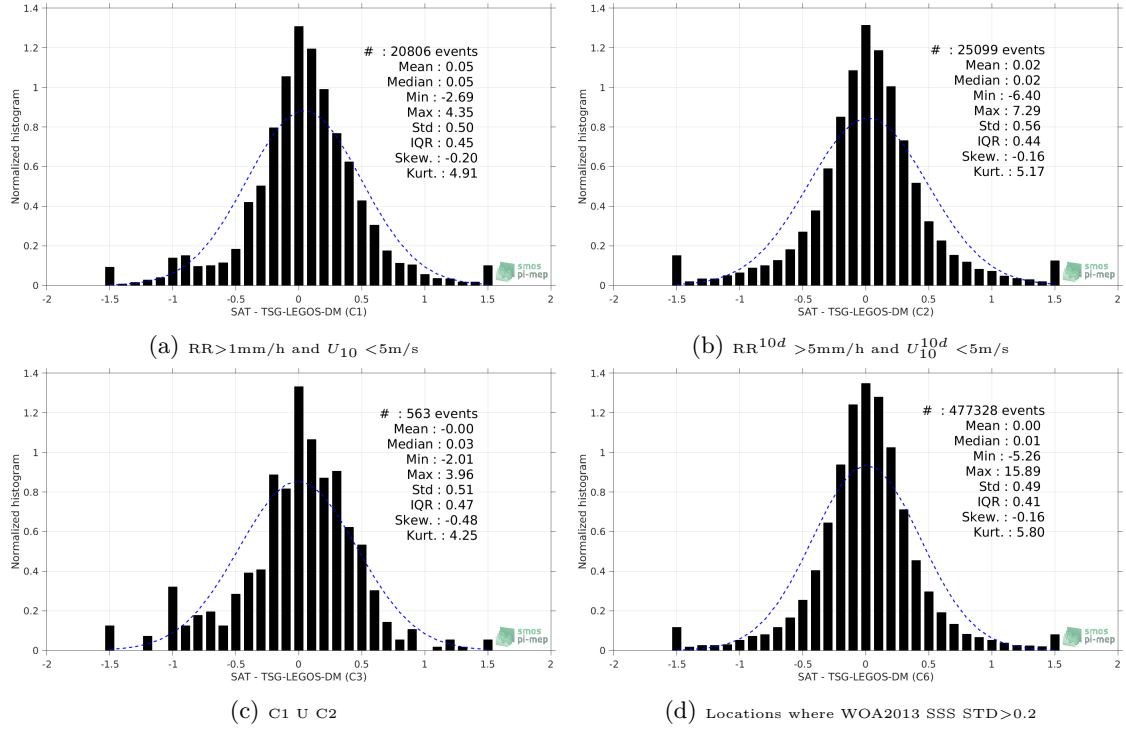 1.4
1.2
1
0.8
0.6
0.4
0.2
0
Normalized histogram
# : 20806 events
Mean : 0.05
Median : 0.05
Min : -2.69
Max : 4.35
Std : 0.50
IQR : 0.45
Skew. : -0.20
Kurt. : 4.91
smos
pi-mep
-2 -1.5 -1 -0.5 0 0.5 1 1.5 2
SAT - TSG-LEGOS-DM (C1)
(a) RR>1mm/h and U10 <5m/s
1.4
1.2
1
0.8
0.6
0.4
0.2
0
Normalized histogram
# : 25099 events
Mean : 0.02
Median : 0.02
Min : -6.40
Max : 7.29
Std : 0.56
IQR : 0.44
Skew. : -0.16
Kurt. : 5.17
smos
pi-mep
-2 -1.5 -1 -0.5 0 0.5 1 1.5 2
SAT - TSG-LEGOS-DM (C2)
(b) RR^10d >5mm/h and U10^10d <5m/s
1.4
1.2
1
0.8
0.6
0.4
0.2
0
Normalized histogram
# : 563 events
Mean : -0.00
Median : 0.03
Min : -2.01
Max : 3.96
Std : 0.51
IQR : 0.47
Skew. : -0.48
Kurt. : 4.25
smos
pi-mep
-2 -1.5 -1 -0.5 0 0.5 1 1.5 2
SAT - TSG-LEGOS-DM (C3)
(c) C1 U C2
1.4
1.2
1
0.8
0.6
0.4
0.2
0
Normalized histogram
# : 477328 events
Mean : 0.00
Median : 0.01
Min : -5.26
Max : 15.89
Std : 0.49
IQR : 0.41
Skew. : -0.16
Kurt. : 5.80
smos
pi-mep
-2 -1.5 -1 -0.5 0 0.5 1 1.5 2
SAT - TSG-LEGOS-DM (C6)
(d) Locations where WOA2013 SSS STD>0.2